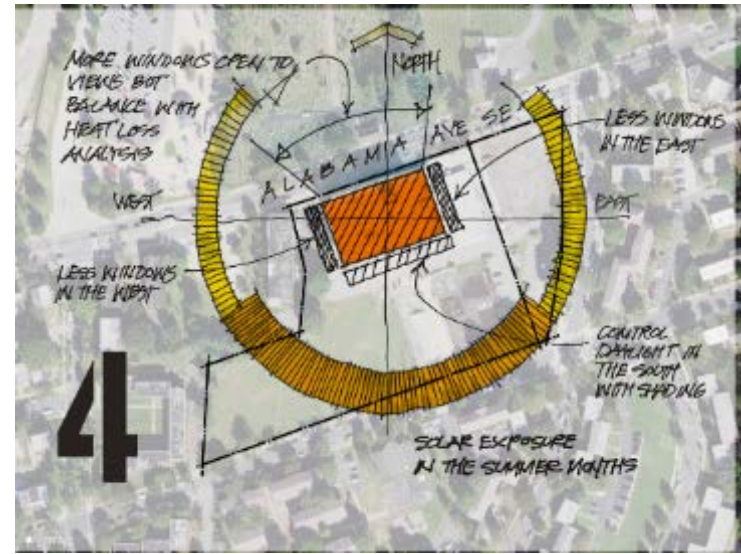 MORE WINDOWS OPEN TO
VIEWS BUT
BALANCE WITH
HEAT LOSS
ANALYSIS
NORTH
ALABAMIA AVE SE
LESS WINDOWS
IN THE EAST
WEST
EAST
LESS WINDOWS
IN THE WEST
CONTROL
DAYLIGHT IN
THE SOUTH
WITH SHADING
4
SOLAR EXPOSURE
IN THE SUMMER MONTHS